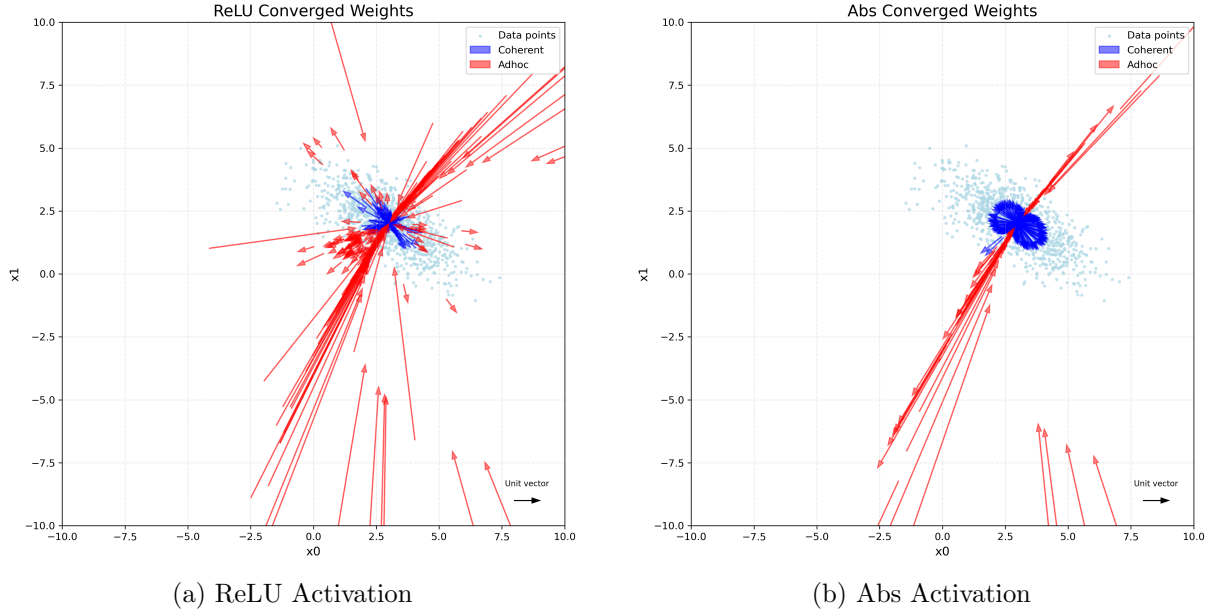 ReLU Converged Weights
10.0
7.5
5.0
2.5
0.0
−2.5
−5.0
−7.5
−10.0
x1
Data points
Coherent
Adhoc
Unit vector
−10.0 −7.5 −5.0 −2.5 0.0 2.5 5.0 7.5 10.0
x0
(a) ReLU Activation
Abs Converged Weights
10.0
7.5
5.0
2.5
0.0
−2.5
−5.0
−7.5
−10.0
x1
Data points
Coherent
Adhoc
Unit vector
−10.0 −7.5 −5.0 −2.5 0.0 2.5 5.0 7.5 10.0
x0
(b) Abs Activation